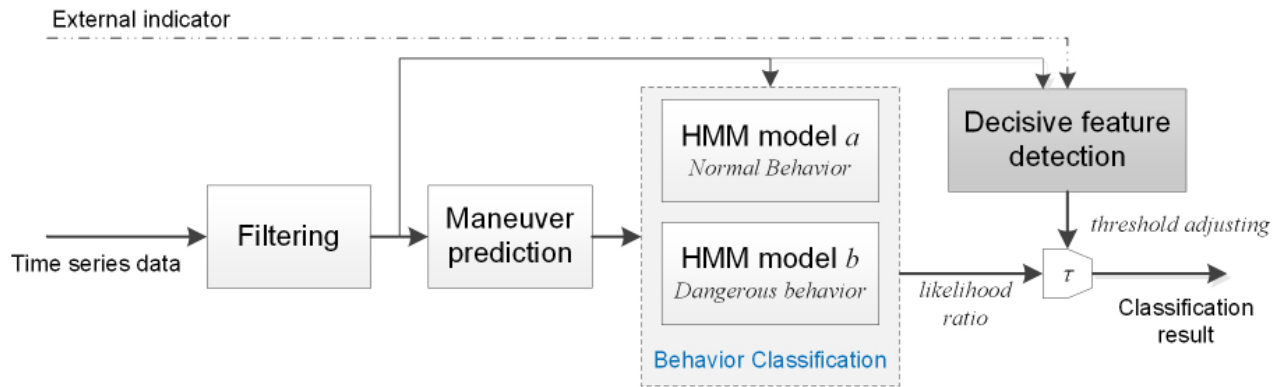 External indicator
Time series data
Filtering
Maneuver
prediction
HMM model a
Normal Behavior
HMM model b
Dangerous behavior
Behavior Classification
likelihood
ratio
Decisive feature
detection
threshold adjusting
τ
Classification
result